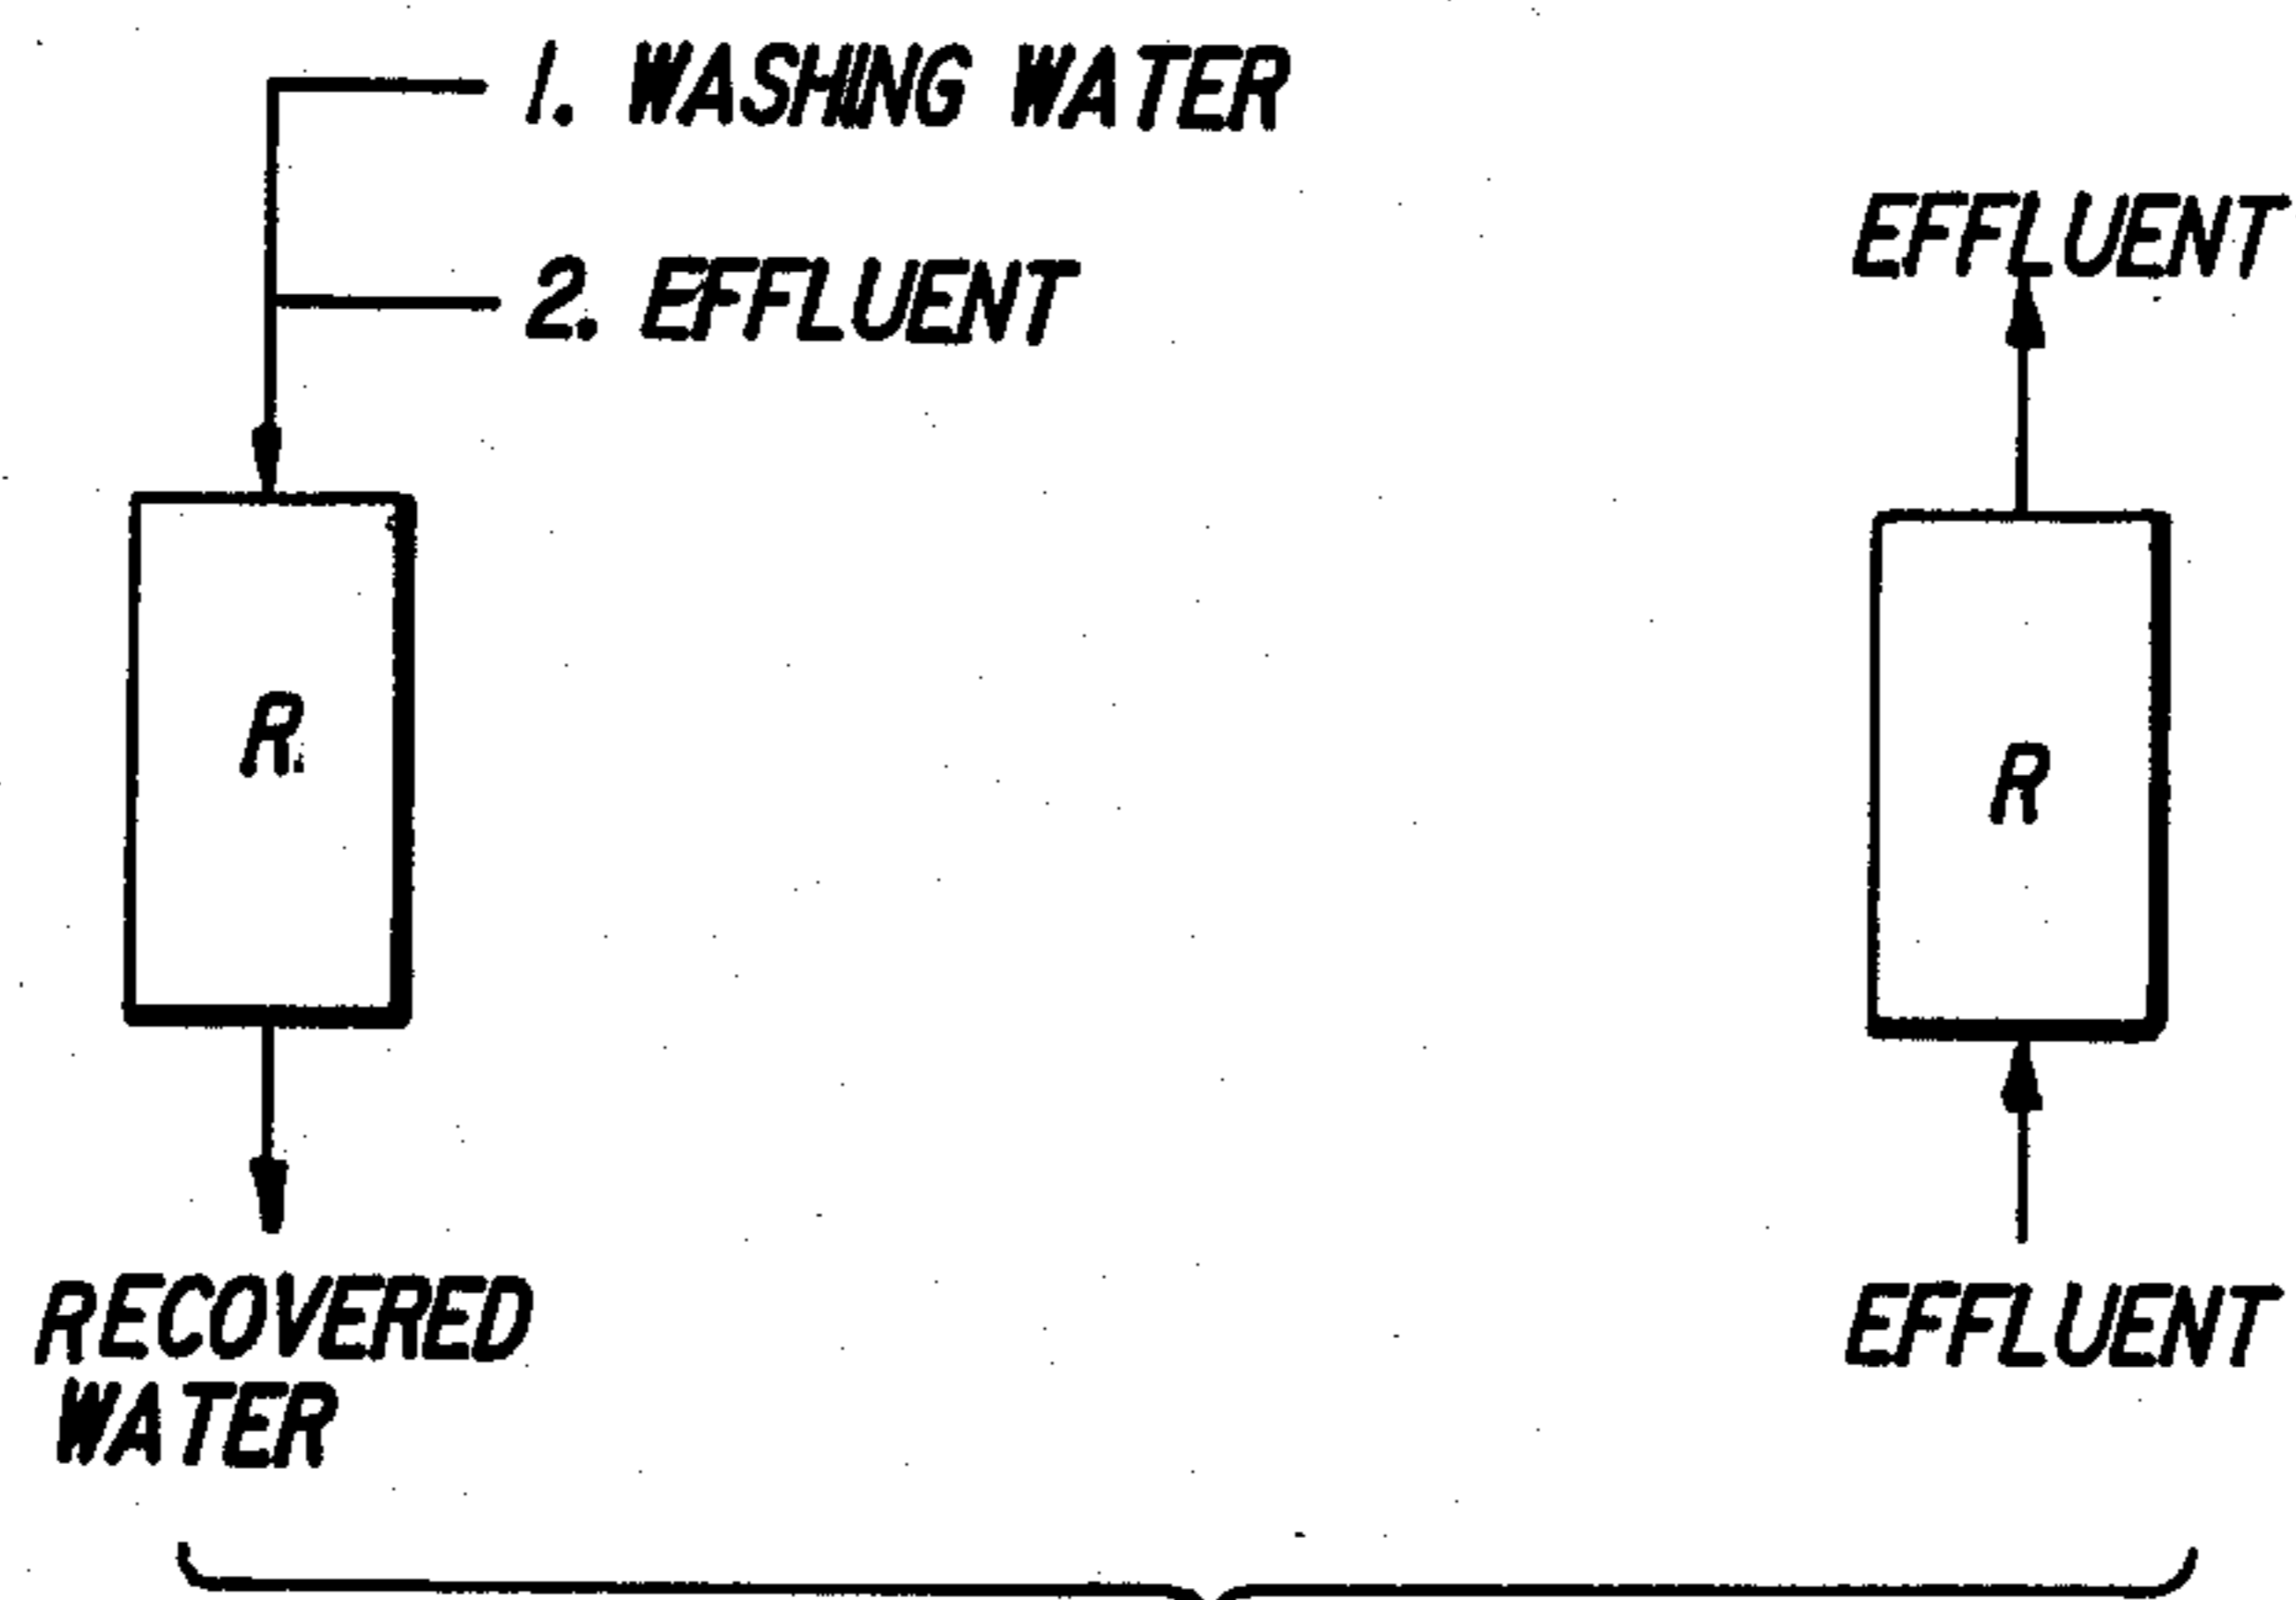 1. WASHING WATER
2. EFFLUENT
EFFLUENT
R
R
RECOVERED
WATER
EFFLUENT